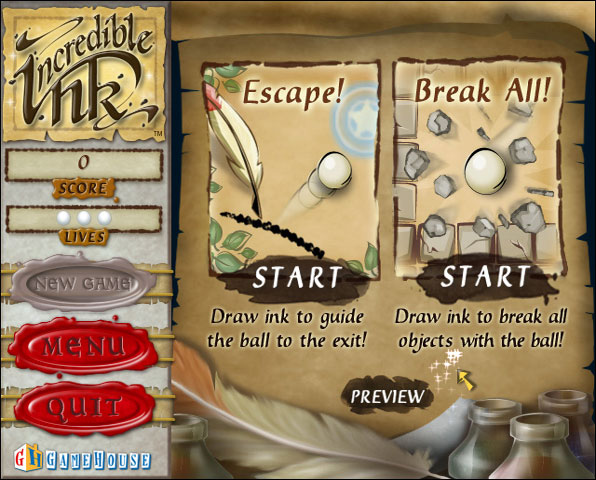 Incredible
Ink
TM
0
SCORE
LIVES
NEW GAME
MENU
QUIT
GH GAMEHOUSE
Escape!
START
Draw ink to guide
the ball to the exit!
Break All!
START
Draw ink to break all
objects with the ball!
PREVIEW